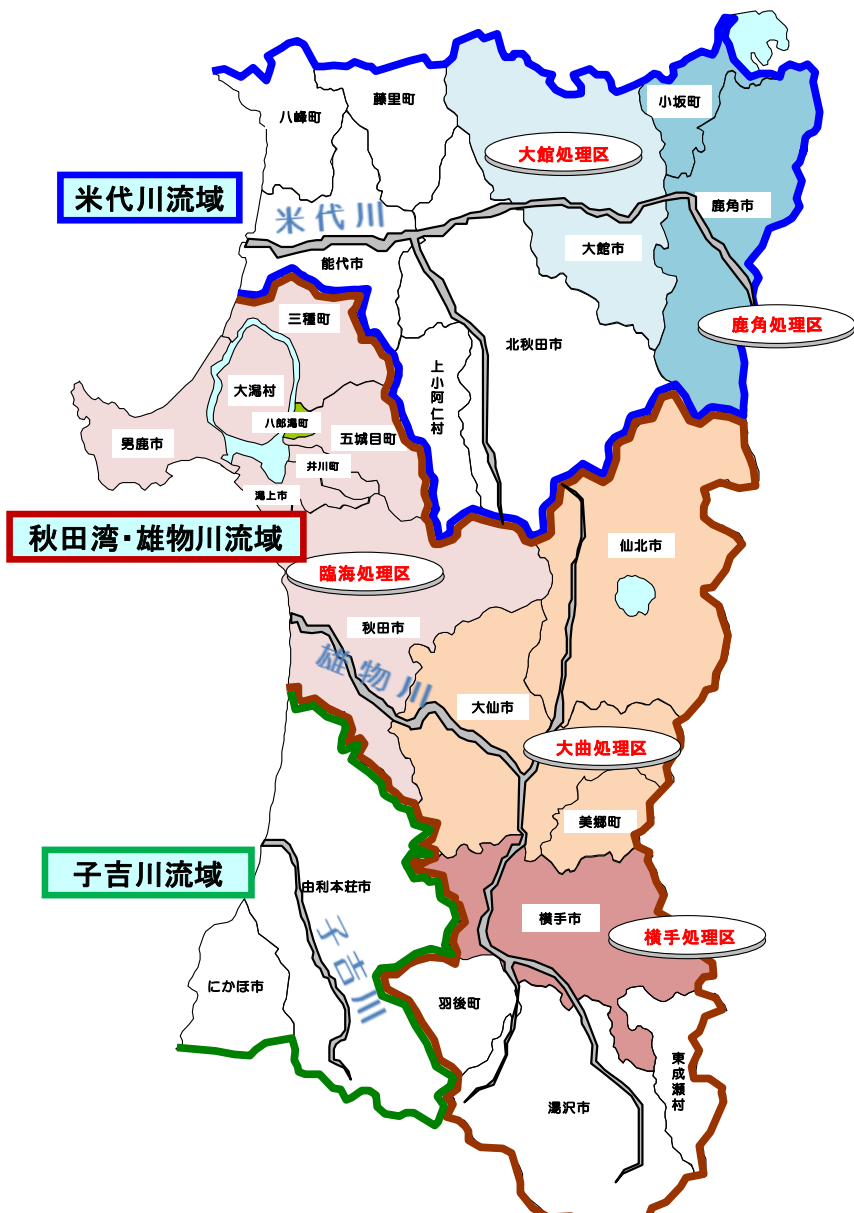 八峰町
藤里町
小坂町
大館処理区
米代川流域
米代川
鹿角市
大館市
能代市
三種町
鹿角処理区
北秋田市
大潟村
上小阿仁村
八郎潟町
男鹿市
五城目町
井川町
潟上市
秋田湾・雄物川流域
仙北市
臨海処理区
秋田市
雄物川
大仙市
大曲処理区
美郷町
子吉川流域
由利本荘市
横手市
横手処理区
子吉川
にかほ市
羽後町
東成瀬村
湯沢市